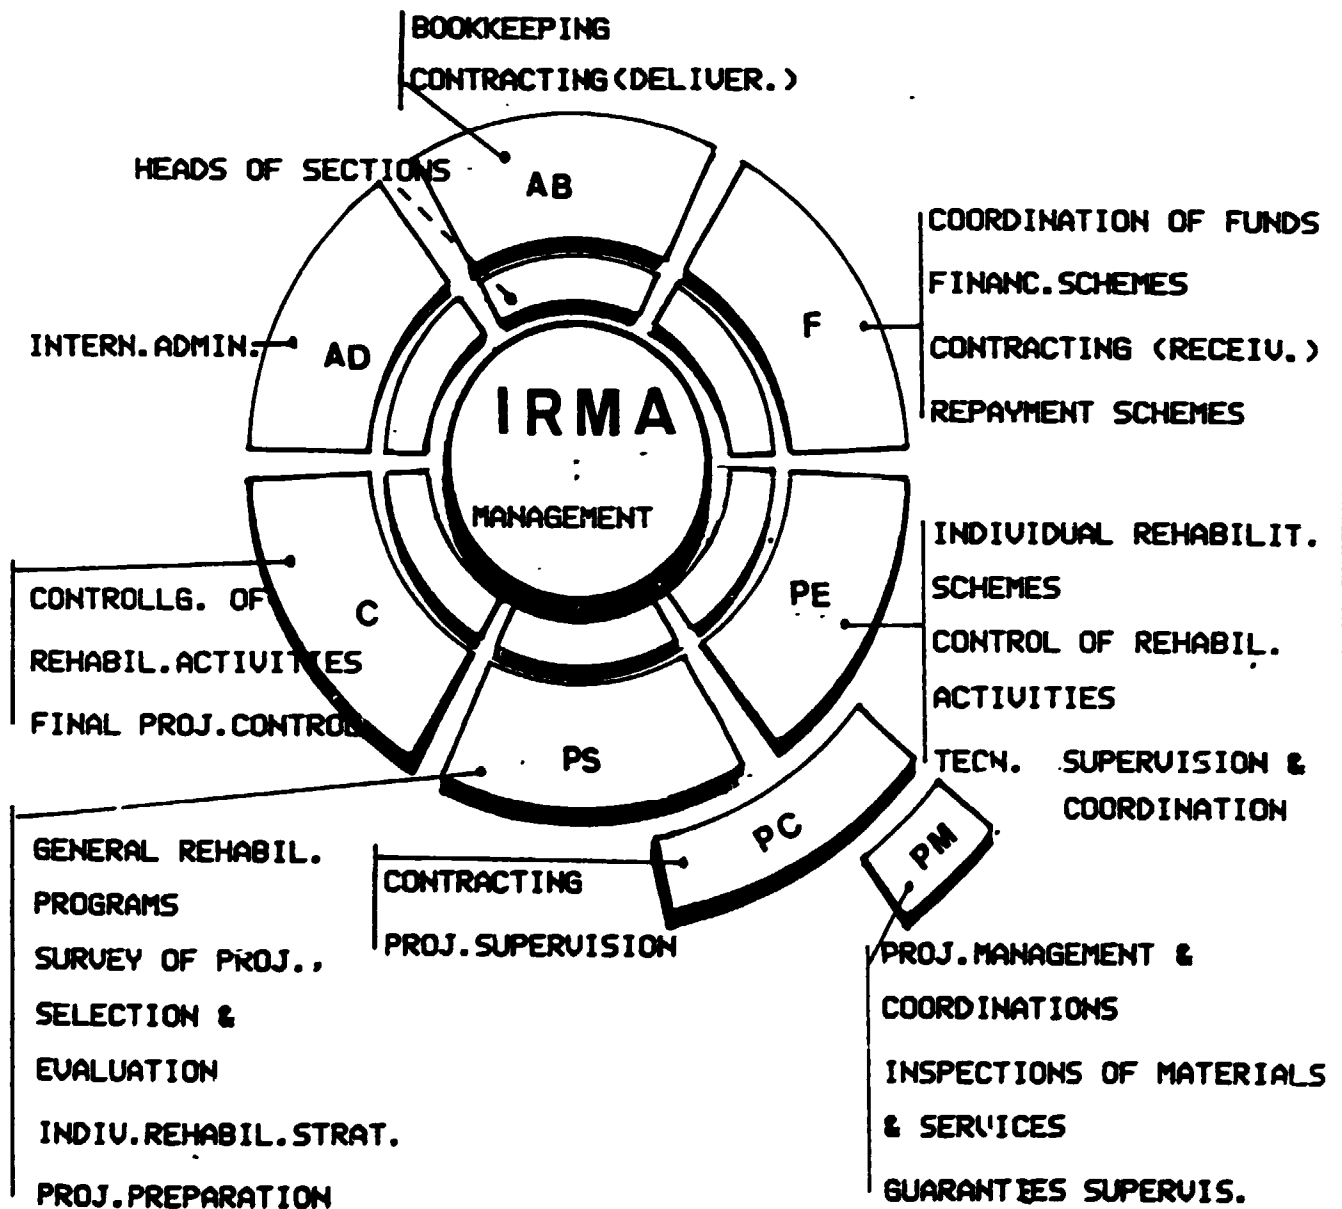 BOOKKEEPING
CONTRACTING(DELIVER.)
HEADS OF SECTIONS
AB
COORDINATION OF FUNDS
FINANC.SCHEMES
CONTRACTING (RECEIV.)
REPAYMENT SCHEMES
F
INTERN.ADMIN.
AD
IRMA
MANAGEMENT
INDIVIDUAL REHABILIT.
SCHEMES
CONTROL OF REHABIL.
ACTIVITIES
TECN. SUPERVISION &
COORDINATION
PE
CONTROLLG. OF
REHABIL.ACTIVITIES
FINAL PROJ.CONTROL
C
PS
PC
PM
GENERAL REHABIL.
PROGRAMS
SURVEY OF PROJ.,
SELECTION &
EVALUATION
INDIV.REHABIL.STRAT.
PROJ.PREPARATION
CONTRACTING
PROJ.SUPERVISION
PROJ.MANAGEMENT &
COORDINATIONS
INSPECTIONS OF MATERIALS
& SERVICES
GUARANTEES SUPERVIS.